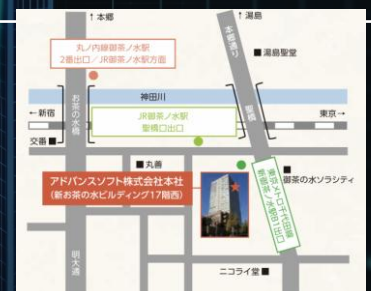 ↑本郷
↑湯島
丸ノ内線御茶ノ水駅
2番出口／JR御茶ノ水駅方面
本郷通り
■湯島聖堂
お茶の水橋
神田川
聖橋
←新宿
JR御茶ノ水駅
聖橋口出口
東京→
交番■
■丸善
アドバンスソフト株式会社本社
(新お茶の水ビルディング17階西)
東京メトロ千代田線
新御茶ノ水駅B1出口
御茶ノ水ソラシティ
明大通
ニコライ堂■